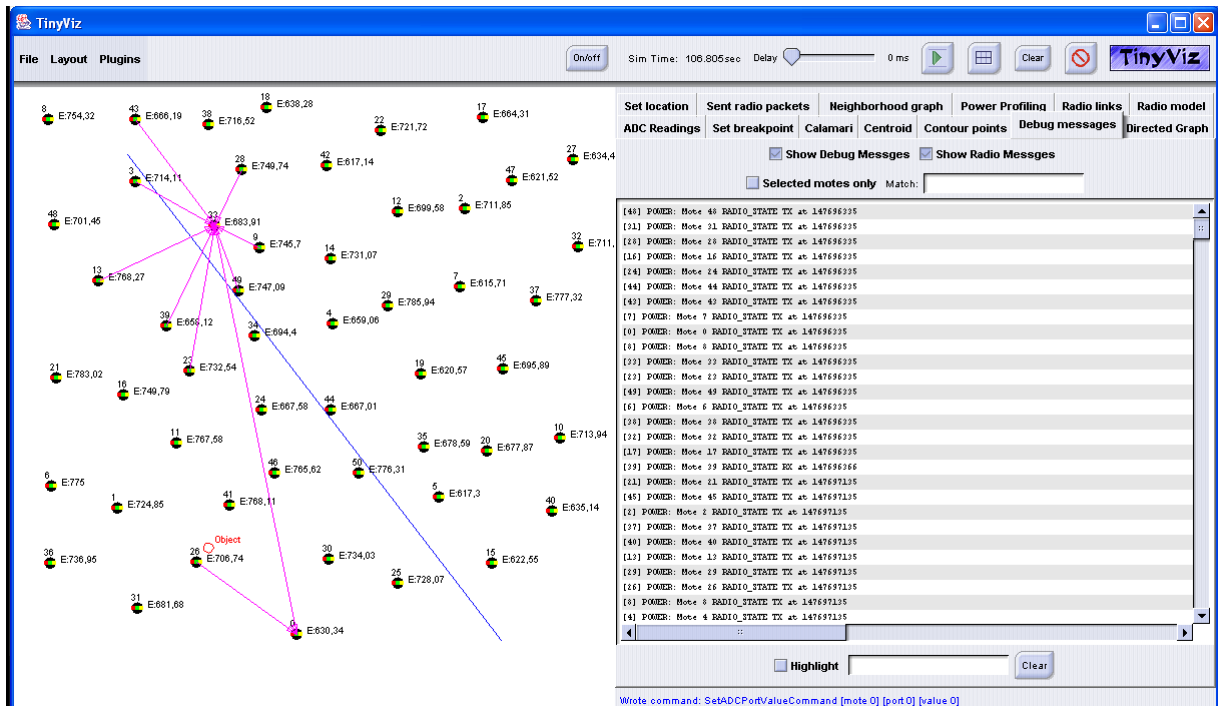 TinyViz
File Layout Plugins On/off Sim Time: 106.805sec Delay 0 ms Clear TinyViz
Set location Sent radio packets Neighborhood graph Power Profiling Radio links Radio model
ADC Readings Set breakpoint Calamari Centroid Contour points Debug messages Directed Graph
Show Debug Messges Show Radio Messges
Selected motes only Match:
[48] POWER: Mote 48 RADIO_STATE TX at 147696335
[31] POWER: Mote 31 RADIO_STATE TX at 147696335
[28] POWER: Mote 28 RADIO_STATE TX at 147696335
[16] POWER: Mote 16 RADIO_STATE TX at 147696335
[24] POWER: Mote 24 RADIO_STATE TX at 147696335
[44] POWER: Mote 44 RADIO_STATE TX at 147696335
[43] POWER: Mote 43 RADIO_STATE TX at 147696335
[7] POWER: Mote 7 RADIO_STATE TX at 147696335
[0] POWER: Mote 0 RADIO_STATE TX at 147696335
[8] POWER: Mote 8 RADIO_STATE TX at 147696335
[33] POWER: Mote 33 RADIO_STATE TX at 147696335
[23] POWER: Mote 23 RADIO_STATE TX at 147696335
[49] POWER: Mote 49 RADIO_STATE TX at 147696335
[6] POWER: Mote 6 RADIO_STATE TX at 147696335
[38] POWER: Mote 38 RADIO_STATE TX at 147696335
[32] POWER: Mote 32 RADIO_STATE TX at 147696335
[17] POWER: Mote 17 RADIO_STATE TX at 147696335
[39] POWER: Mote 39 RADIO_STATE RX at 147696366
[21] POWER: Mote 21 RADIO_STATE TX at 147697135
[45] POWER: Mote 45 RADIO_STATE TX at 147697135
[2] POWER: Mote 2 RADIO_STATE TX at 147697135
[37] POWER: Mote 37 RADIO_STATE TX at 147697135
[40] POWER: Mote 40 RADIO_STATE TX at 147697135
[13] POWER: Mote 13 RADIO_STATE TX at 147697135
[29] POWER: Mote 29 RADIO_STATE TX at 147697135
[26] POWER: Mote 26 RADIO_STATE TX at 147697135
[8] POWER: Mote 8 RADIO_STATE TX at 147697135
[4] POWER: Mote 4 RADIO_STATE TX at 147697135
Highlight Clear
Wrote command: SetADCPortValueCommand [mote 0] [port 0] [value 0]
8 E:754,32
43 E:666,19
38 E:716,52
18 E:638,28
22 E:721,72
17 E:664,31
27 E:634,4
3 E:714,11
28 E:749,74
42 E:617,14
47 E:621,52
48 E:701,45
33 E:683,91
12 E:699,58
2 E:711,85
9 E:745,7
14 E:731,07
32 E:711,
13 E:768,27
49 E:747,09
29 E:785,94
7 E:615,71
37 E:777,32
39 E:658,12
34 E:694,4
4 E:659,06
21 E:783,02
23 E:732,54
19 E:620,57
45 E:695,89
16 E:749,79
24 E:667,58
44 E:667,01
11 E:767,58
35 E:678,59
20 E:677,87
10 E:713,94
46 E:765,62
50 E:776,31
6 E:775
1 E:724,85
41 E:768,11
5 E:617,3
40 E:635,14
Object
36 E:736,95
26 E:706,74
30 E:734,03
15 E:622,55
25 E:728,07
31 E:681,68
0 E:630,34